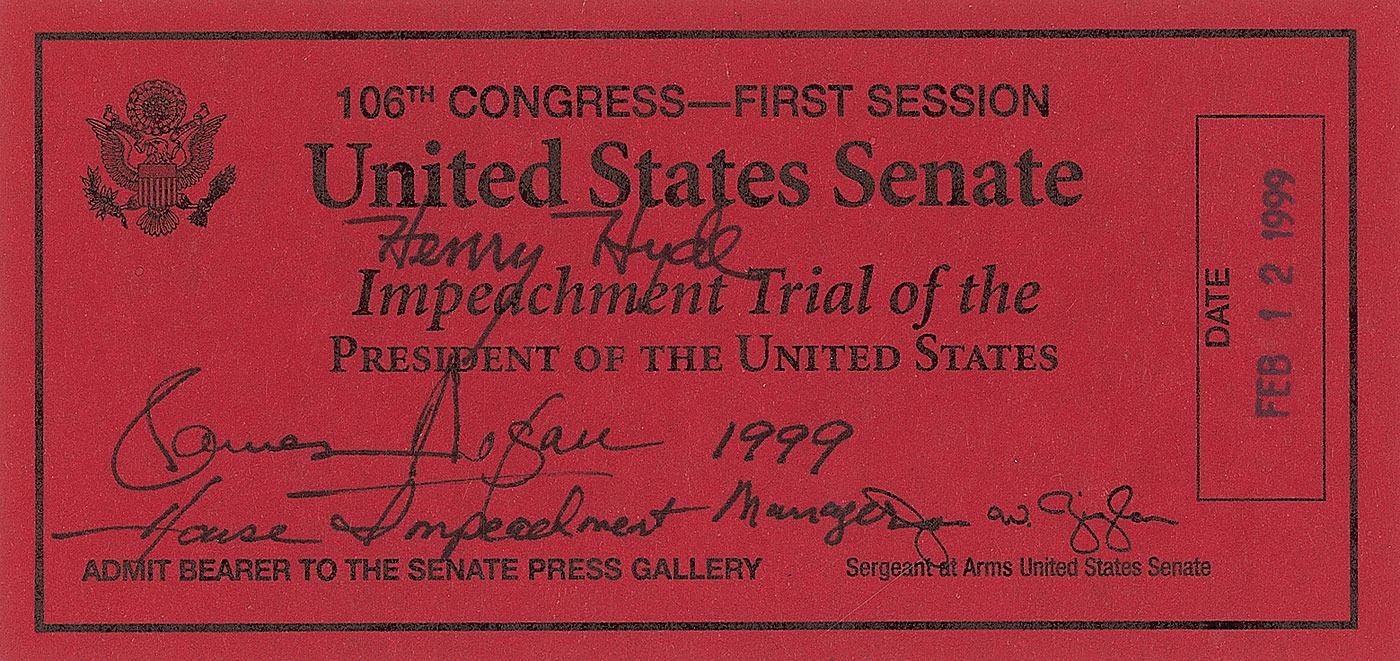 106TH CONGRESS—FIRST SESSION
United States Senate
Henry Hyde
Impeachment Trial of the
PRESIDENT OF THE UNITED STATES
James Rogan 1999
House Impeachment Managers
ADMIT BEARER TO THE SENATE PRESS GALLERY
Sergeant at Arms United States Senate
DATE
FEB 12 1999